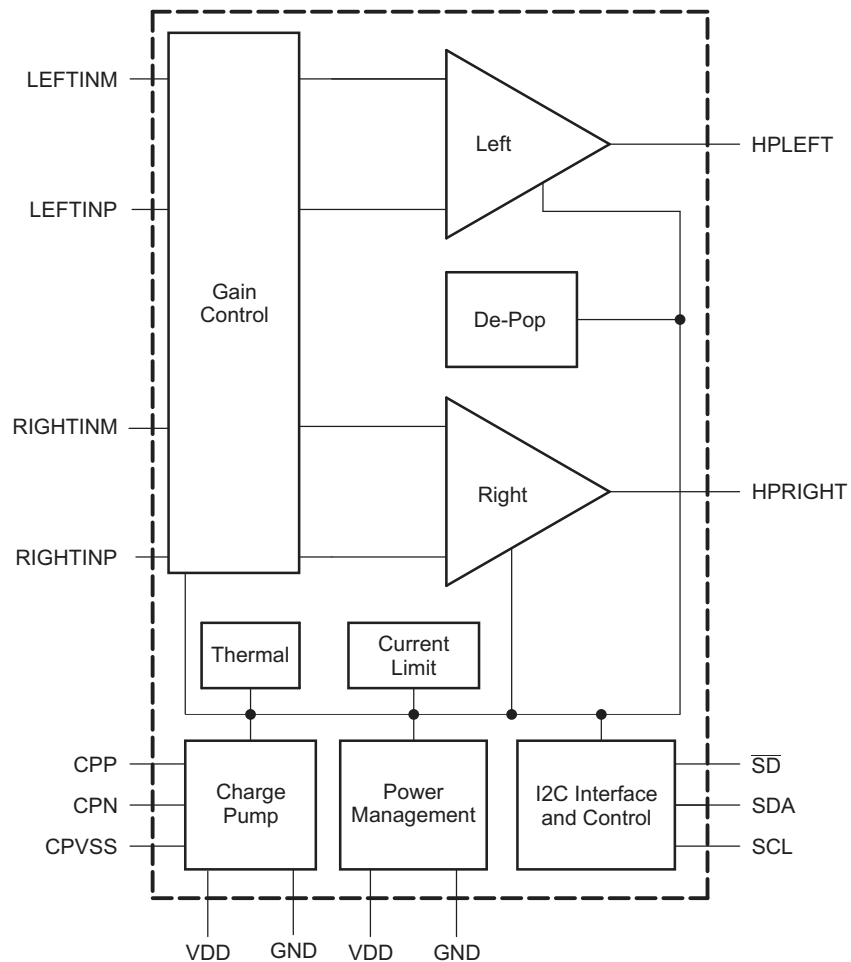 LEFTINM
Left
HPLEFT
LEFTINP
Gain
Control
De-Pop
RIGHTINM
Right
HPRIGHT
RIGHTINP
Thermal
Current
Limit
CPP
CPN
CPVSS
Charge
Pump
Power
Management
I2C Interface
and Control
S̅D̅
SDA
SCL
VDD
GND
VDD
GND